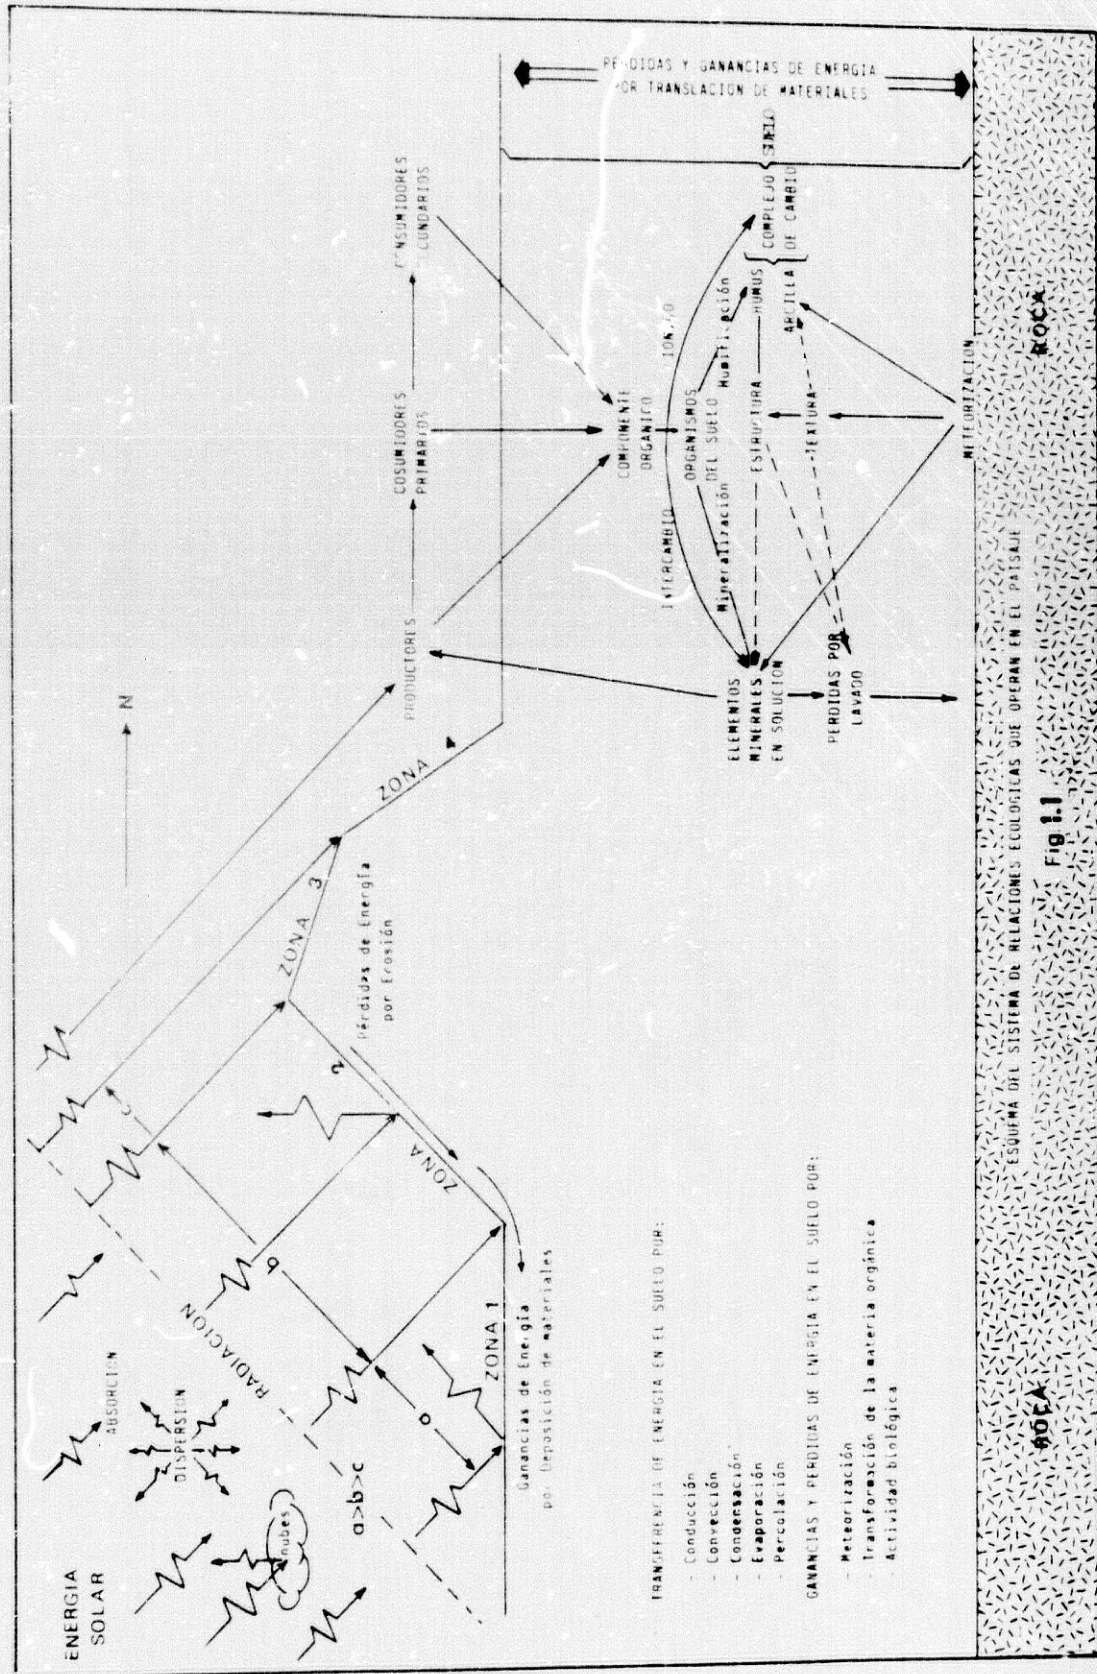 ENERGIA
SOLAR
ABSORCION
DISPERSION
nubes
RADIACION
a>b>c
a
b
c
N
ZONA 1
ZONA 2
ZONA 3
ZONA 4
Pérdidas de Energía
por Erosión
Ganancias de Energía
por Deposición de materiales
PRODUCTORES
COSUMIDORES
PRIMARIOS
CONSUMIDORES
SECUNDARIOS
PERDIDAS Y GANANCIAS DE ENERGIA
POR TRANSLACION DE MATERIALES
COMPONENTE
ORGANICO
INTERCAMBIO IONICO
ORGANISMOS
DEL SUELO
Mineralización
Humificación
ELEMENTOS
MINERALES
EN SOLUCION
ESTRUCTURA
HUMUS
ARCILLA
COMPLEJO
DE CAMBIO
SUELO
TEXTURA
PERDIDAS POR
LAVADO
METEORIZACION
TRANSFERENCIA DE ENERGIA EN EL SUELO POR:
- Conducción
- Convección
- Condensación
- Evaporación
- Percolación
GANANCIAS Y PERDIDAS DE ENERGIA EN EL SUELO POR:
- Meteorización
- Transformación de la materia orgánica
- Actividad biológica
ROCA
ROCA
ESQUEMA DEL SISTEMA DE RELACIONES ECOLOGICAS QUE OPERAN EN EL PAISAJE
Fig 1.1